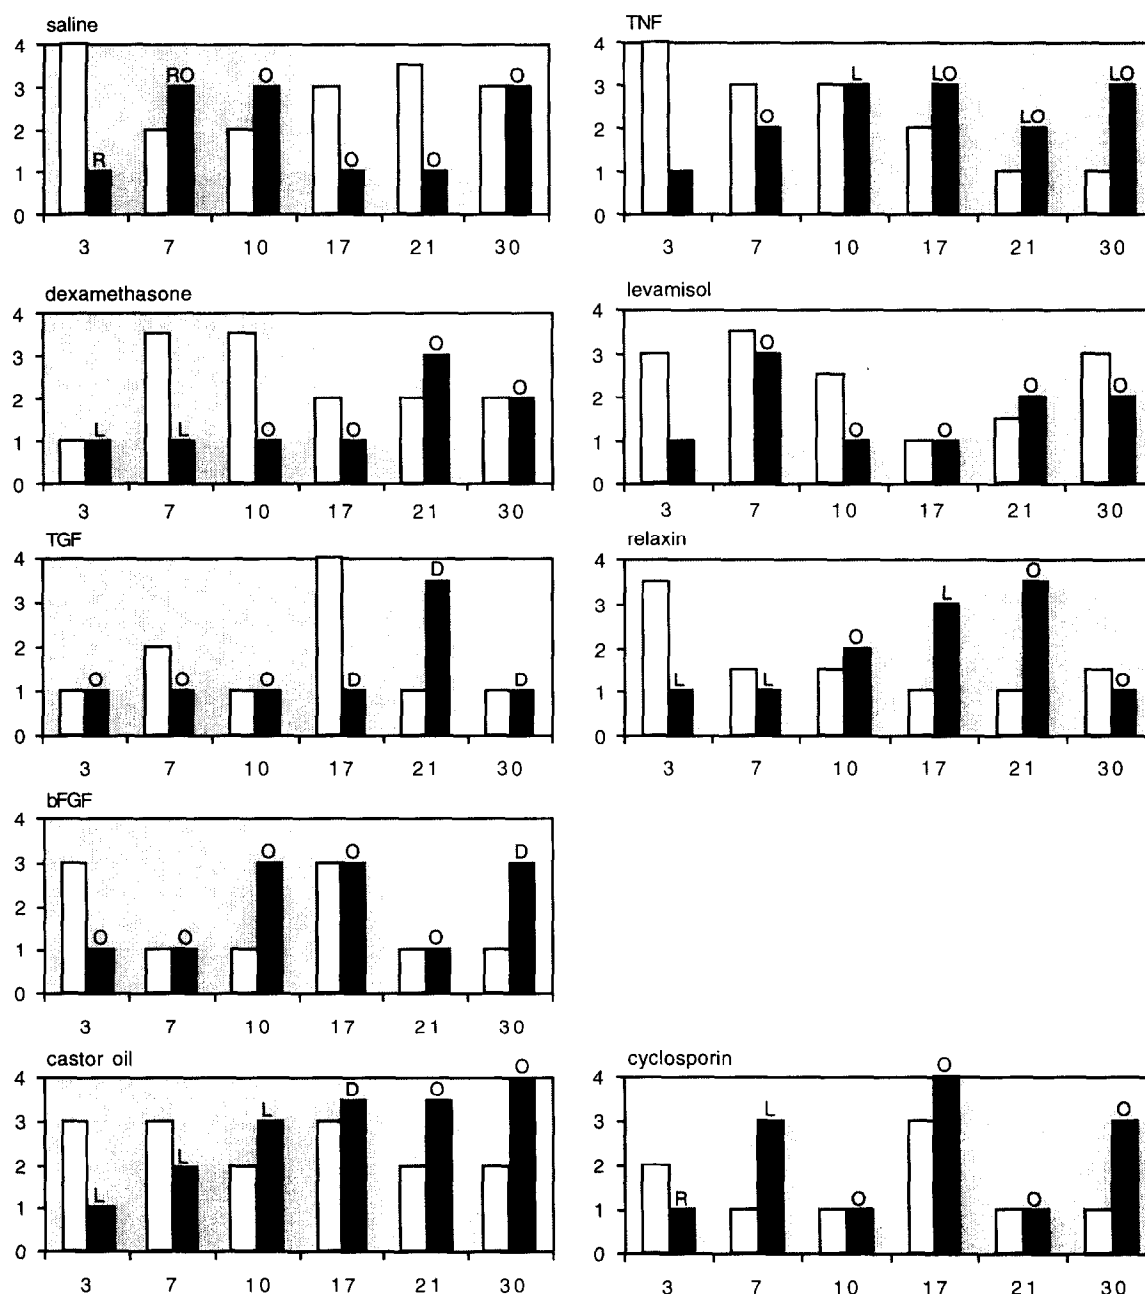 saline
4
3
2
1
0
R
RO
O
O
O
O
3 7 10 17 21 30
TNF
4
3
2
1
0
O
L
LO
LO
LO
3 7 10 17 21 30
dexamethasone
4
3
2
1
0
L
L
O
O
O
O
3 7 10 17 21 30
levamisol
4
3
2
1
0
O
O
O
O
O
3 7 10 17 21 30
TGF
4
3
2
1
0
O
O
O
D
D
D
3 7 10 17 21 30
relaxin
4
3
2
1
0
L
L
O
L
O
O
3 7 10 17 21 30
bFGF
4
3
2
1
0
O
O
O
O
O
D
3 7 10 17 21 30
castor oil
4
3
2
1
0
L
L
L
D
O
O
3 7 10 17 21 30
cyclosporin
4
3
2
1
0
R
L
O
O
O
O
3 7 10 17 21 30